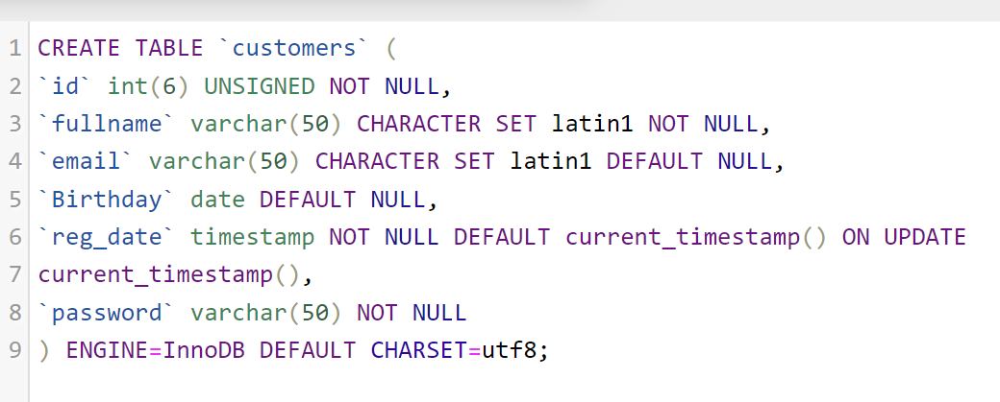 1 CREATE TABLE `customers` (
2 `id` int(6) UNSIGNED NOT NULL,
3 `fullname` varchar(50) CHARACTER SET latin1 NOT NULL,
4 `email` varchar(50) CHARACTER SET latin1 DEFAULT NULL,
5 `Birthday` date DEFAULT NULL,
6 `reg_date` timestamp NOT NULL DEFAULT current_timestamp() ON UPDATE
7 current_timestamp(),
8 `password` varchar(50) NOT NULL
9 ) ENGINE=InnoDB DEFAULT CHARSET=utf8;